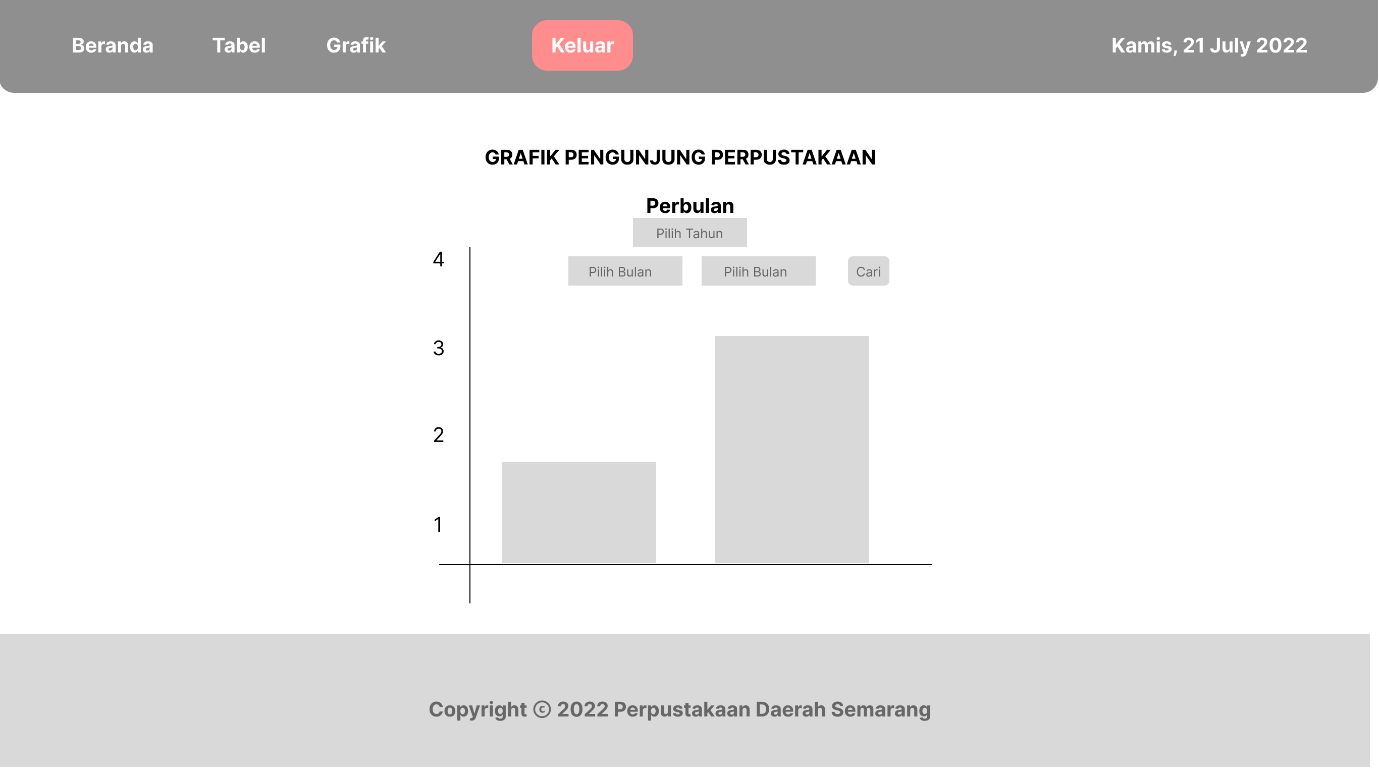 Beranda Tabel Grafik Keluar Kamis, 21 July 2022
GRAFIK PENGUNJUNG PERPUSTAKAAN
Perbulan
Pilih Tahun
4
Pilih Bulan Pilih Bulan Cari
3
2
1
Copyright © 2022 Perpustakaan Daerah Semarang